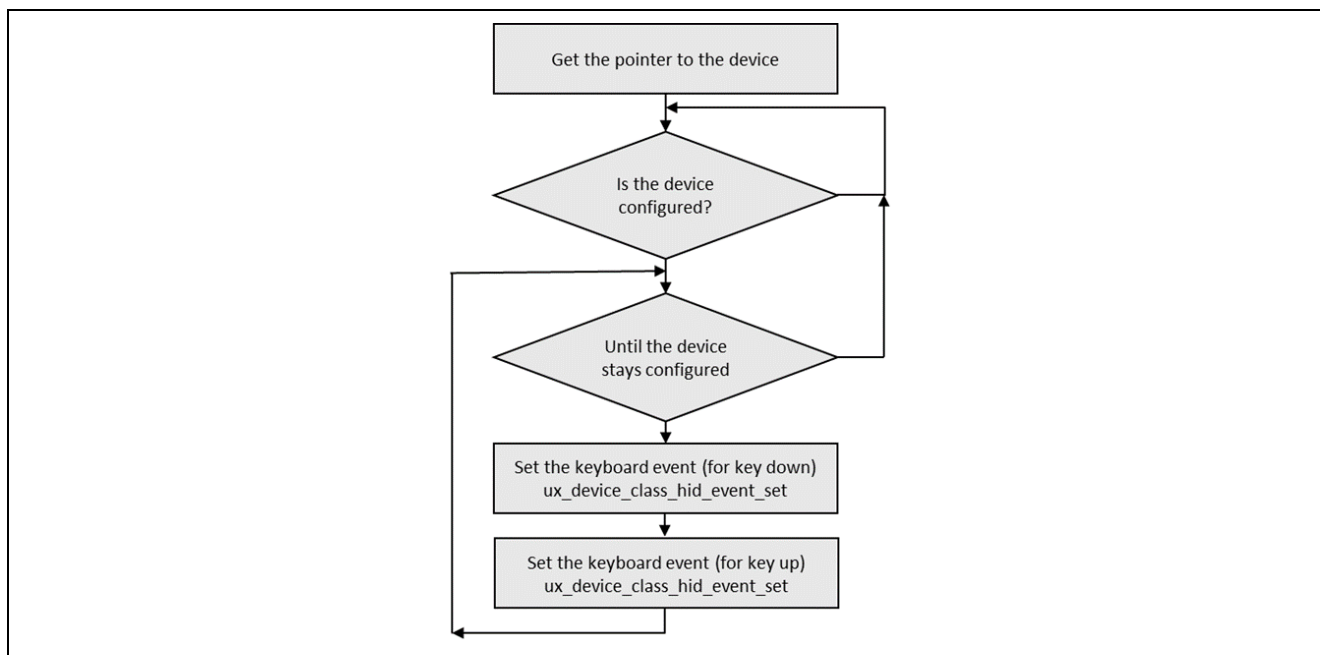 Get the pointer to the device
Is the device
configured?
Until the device
stays configured
Set the keyboard event (for key down)
ux_device_class_hid_event_set
Set the keyboard event (for key up)
ux_device_class_hid_event_set